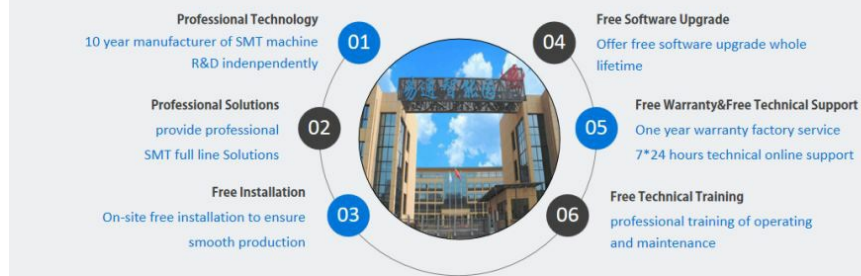 Professional Technology
10 year manufacturer of SMT machine
R&D indenpendently
01
Professional Solutions
provide professional
SMT full line Solutions
02
Free Installation
On-site free installation to ensure
smooth production
03
04
Free Software Upgrade
Offer free software upgrade whole
lifetime
05
Free Warranty&Free Technical Support
One year warranty factory service
7*24 hours technical online support
06
Free Technical Training
professional training of operating
and maintenance